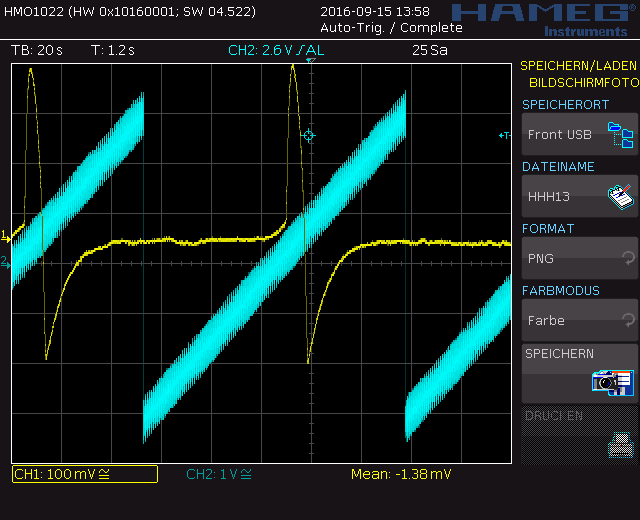 HMO1022 (HW 0x10160001; SW 04.522)
2016-09-15 13:58
Auto-Trig. / Complete
HAMEG
Instruments
TB: 20 s
T: 1.2 s
CH2: 2.6 V
AL
25 Sa
SPEICHERN/LADEN
BILDSCHIRMFOTO
SPEICHERORT
Front USB
DATEINAME
HHH13
FORMAT
PNG
FARBMODUS
Farbe
SPEICHERN
1
2
T
CH1: 100 mV
CH2: 1 V
Mean: -1.38 mV